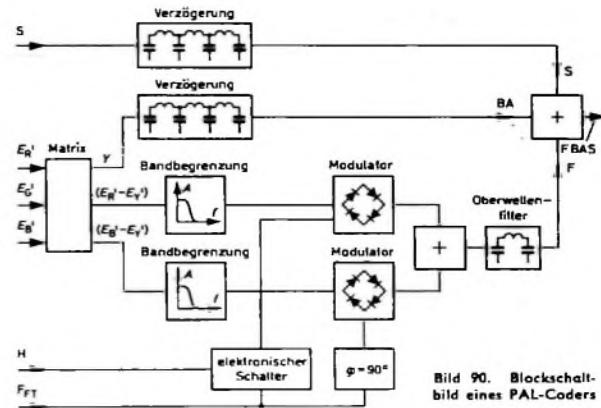 Verzögerung
S
S
Verzögerung
BA
+
FBAS
F
E_R'
Matrix
Y
E_G'
E_B'
(E_R'-E_Y')
(E_B'-E_Y')
Bandbegrenzung
A
f
Modulator
Oberwellen-
filter
+
Bandbegrenzung
A
f
Modulator
H
elektronischer
Schalter
φ=90°
F_FT
Bild 90. Blockschalt-
bild eines PAL-Coders